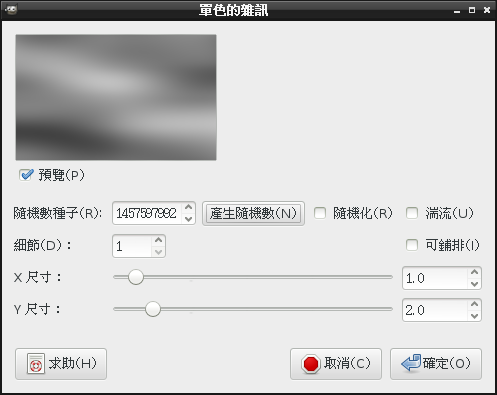 單色的雜訊
預覽(P)
隨機數種子(R): 1457597992 產生隨機數(N) 隨機化(R) 湍流(U)
細節(D)： 1 可鋪排(I)
X 尺寸： 1.0
Y 尺寸： 2.0
求助(H) 取消(C) 確定(O)